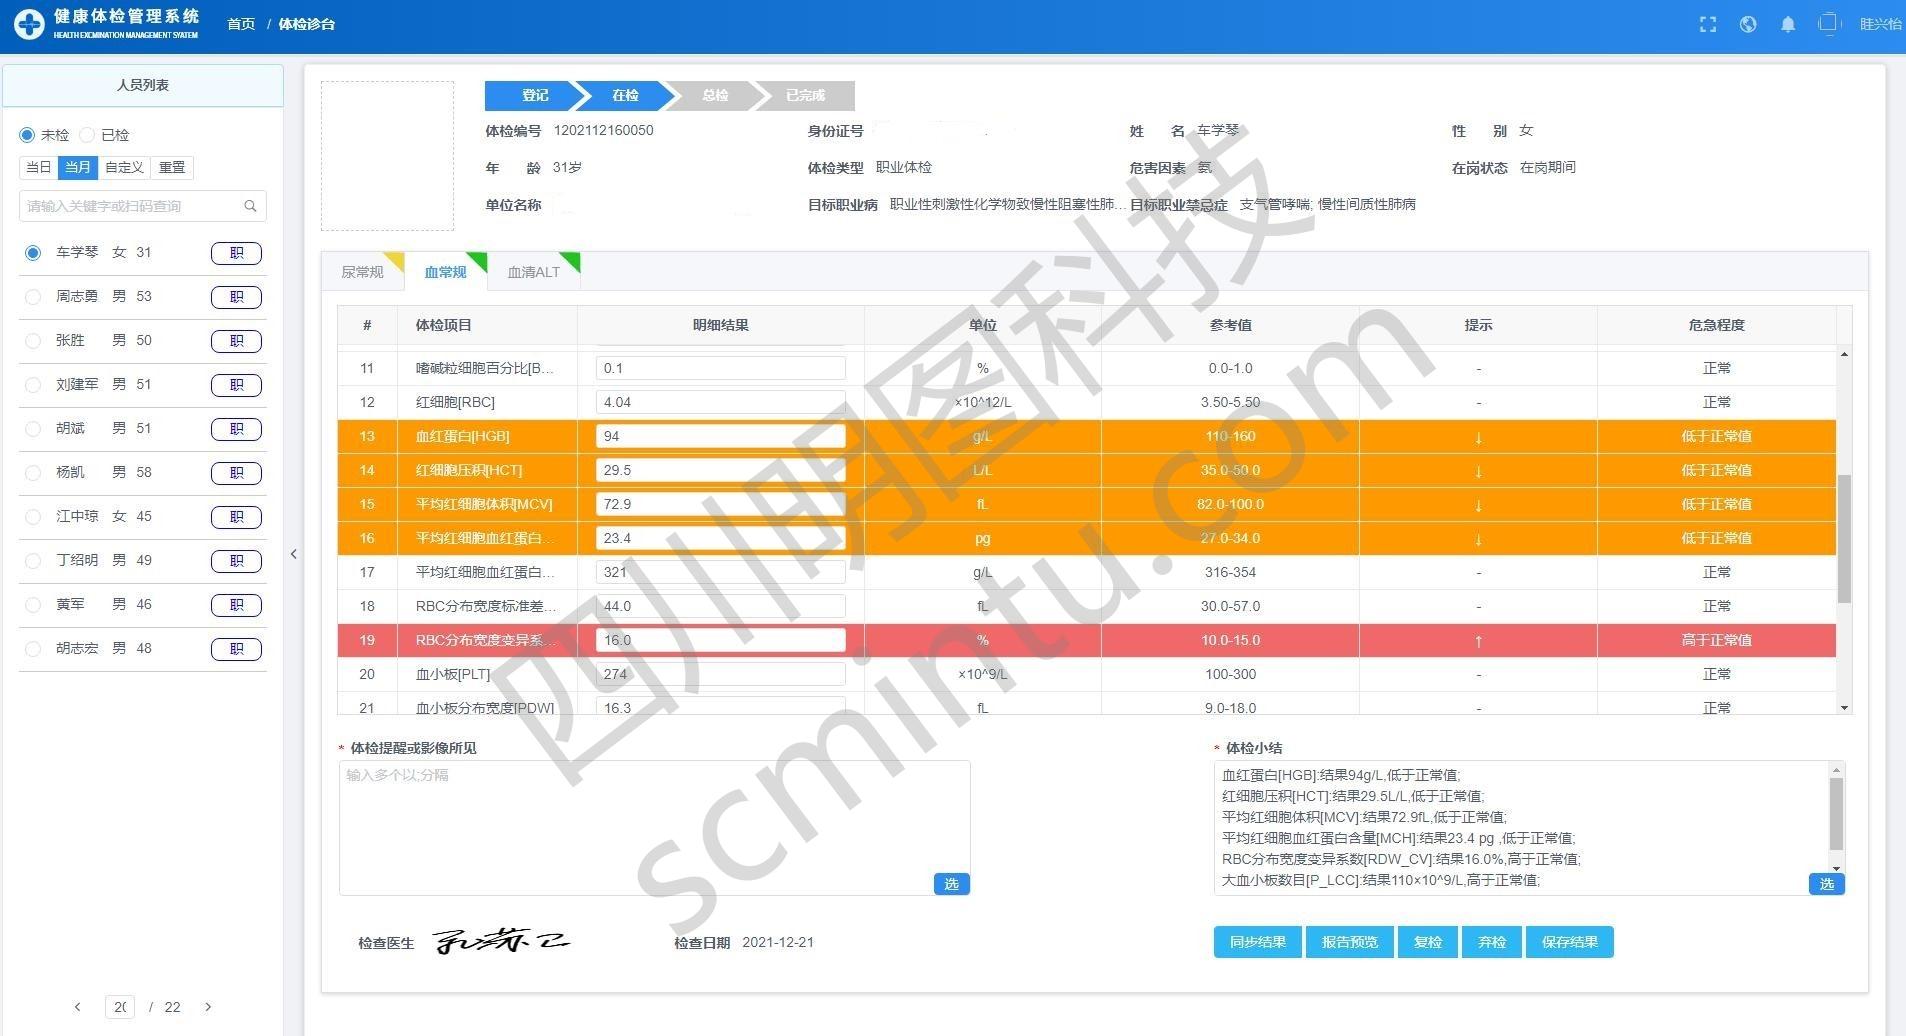 健康体检管理系统
HEALTH EXCMINATION MANAGEMENT SYATEM
首页 / 体检诊台
眭兴怡
人员列表
未检 已检
当日 当月 自定义 重置
请输入关键字或扫码查询
车学琴 女 31 职
周志勇 男 53 职
张胜 男 50 职
刘建军 男 51 职
胡斌 男 51 职
杨凯 男 58 职
江中琼 女 45 职
丁绍明 男 49 职
黄军 男 46 职
胡志宏 男 48 职
< 20 / 22 >
登记 在检 总检 已完成
体检编号 1202112160050 身份证号 姓 名 车学琴 性 别 女
年 龄 31岁 体检类型 职业体检 危害因素 氨 在岗状态 在岗期间
单位名称 目标职业病 职业性刺激性化学物致慢性阻塞性肺... 目标职业禁忌症 支气管哮喘; 慢性间质性肺病
尿常规 血常规 血清ALT
# 体检项目 明细结果 单位 参考值 提示 危急程度
11 嗜碱粒细胞百分比[B... 0.1 % 0.0-1.0 - 正常
12 红细胞[RBC] 4.04 ×10^12/L 3.50-5.50 - 正常
13 血红蛋白[HGB] 94 g/L 110-160 ↓ 低于正常值
14 红细胞压积[HCT] 29.5 L/L 35.0-50.0 ↓ 低于正常值
15 平均红细胞体积[MCV] 72.9 fL 82.0-100.0 ↓ 低于正常值
16 平均红细胞血红蛋白... 23.4 pg 27.0-34.0 ↓ 低于正常值
17 平均红细胞血红蛋白... 321 g/L 316-354 - 正常
18 RBC分布宽度标准差... 44.0 fL 30.0-57.0 - 正常
19 RBC分布宽度变异系... 16.0 % 10.0-15.0 ↑ 高于正常值
20 血小板[PLT] 274 ×10^9/L 100-300 - 正常
21 血小板分布宽度[PDW] 16.3 fL 9.0-18.0 - 正常
* 体检提醒或影像所见
输入多个以;分隔
选
* 体检小结
血红蛋白[HGB]:结果94g/L,低于正常值;
红细胞压积[HCT]:结果29.5L/L,低于正常值;
平均红细胞体积[MCV]:结果72.9fL,低于正常值;
平均红细胞血红蛋白含量[MCH]:结果23.4 pg ,低于正常值;
RBC分布宽度变异系数[RDW_CV]:结果16.0%,高于正常值;
大血小板数目[P_LCC]:结果110×10^9/L,高于正常值;
选
检查医生 检查日期 2021-12-21
同步结果 报告预览 复检 弃检 保存结果
四川明图科技
scmintu.com